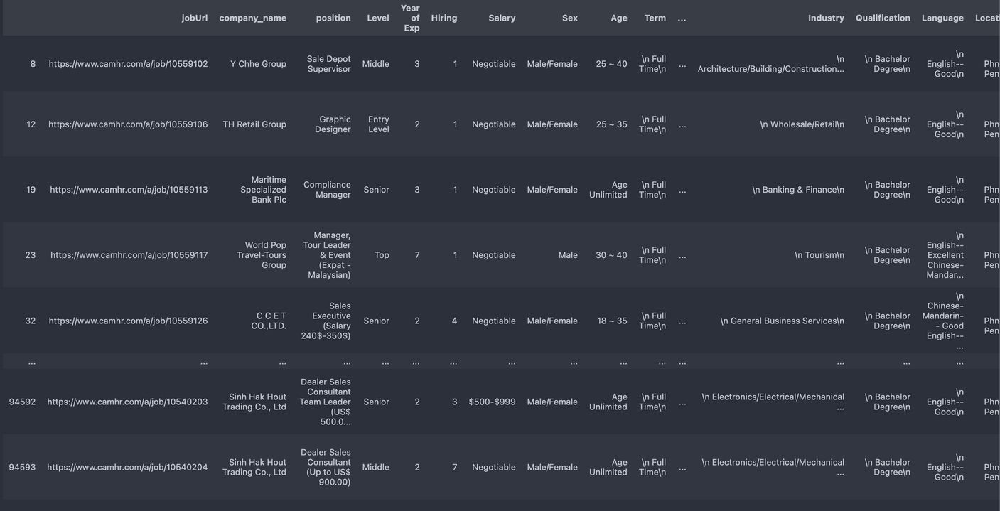 jobUrl company_name position Level Year of Exp Hiring Salary Sex Age Term ... Industry Qualification Language Locati
8 https://www.camhr.com/a/job/10559102 Y Chhe Group Sale Depot Supervisor Middle 3 1 Negotiable Male/Female 25 ~ 40 \n Full Time\n ... \n Architecture/Building/Construction... \n Bachelor Degree\n \n English-- Good\n Phn Pen
12 https://www.camhr.com/a/job/10559106 TH Retail Group Graphic Designer Entry Level 2 1 Negotiable Male/Female 25 ~ 35 \n Full Time\n ... \n Wholesale/Retail\n \n Bachelor Degree\n \n English-- Good\n Phn Pen
19 https://www.camhr.com/a/job/10559113 Maritime Specialized Bank Plc Compliance Manager Senior 3 1 Negotiable Male/Female Age Unlimited \n Full Time\n ... \n Banking & Finance\n \n Bachelor Degree\n \n English-- Good\n Phn Pen
23 https://www.camhr.com/a/job/10559117 World Pop Travel-Tours Group Manager, Tour Leader & Event (Expat - Malaysian) Top 7 1 Negotiable Male 30 ~ 40 \n Full Time\n ... \n Tourism\n \n Bachelor Degree\n \n English-- Excellent Chinese- Mandar... Phn Pen
32 https://www.camhr.com/a/job/10559126 C C E T CO.,LTD. Sales Executive (Salary 240$-350$) Senior 2 4 Negotiable Male/Female 18 ~ 35 \n Full Time\n ... \n General Business Services\n \n Bachelor Degree\n \n Chinese- Mandarin- - Good English-- ... Phn Pen
... ... ... ... ... ... ... ... ... ... ... ... ... ... ...
94592 https://www.camhr.com/a/job/10540203 Sinh Hak Hout Trading Co., Ltd Dealer Sales Consultant Team Leader (US$ 500.0... Senior 2 3 $500-$999 Male/Female Age Unlimited \n Full Time\n ... \n Electronics/Electrical/Mechanical ... \n Bachelor Degree\n \n English-- Good\n Phn Pen
94593 https://www.camhr.com/a/job/10540204 Sinh Hak Hout Trading Co., Ltd Dealer Sales Consultant (Up to US$ 900.00) Middle 2 7 Negotiable Male/Female Age Unlimited \n Full Time\n ... \n Electronics/Electrical/Mechanical ... \n Bachelor Degree\n \n English-- Good\n Phn Pen